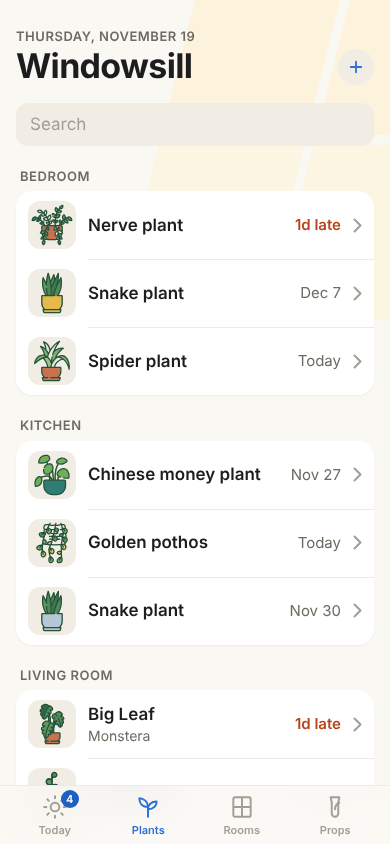 THURSDAY, NOVEMBER 19
Windowsill
Search
BEDROOM
Nerve plant 1d late
Snake plant Dec 7
Spider plant Today
KITCHEN
Chinese money plant Nov 27
Golden pothos Today
Snake plant Nov 30
LIVING ROOM
Big Leaf 1d late
Monstera
4
Today Plants Rooms Props